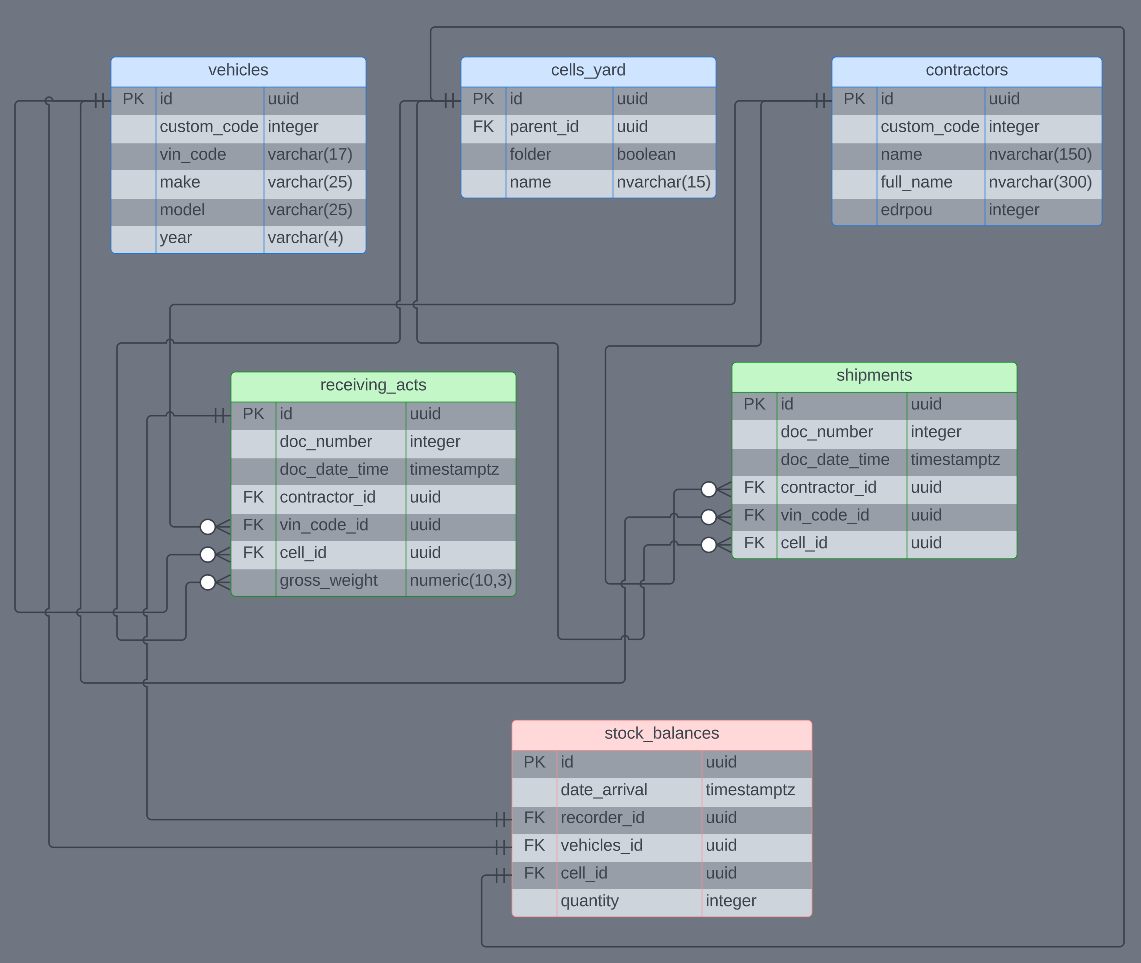 vehicles
PK id uuid
custom_code integer
vin_code varchar(17)
make varchar(25)
model varchar(25)
year varchar(4)
cells_yard
PK id uuid
FK parent_id uuid
folder boolean
name nvarchar(15)
contractors
PK id uuid
custom_code integer
name nvarchar(150)
full_name nvarchar(300)
edrpou integer
receiving_acts
PK id uuid
doc_number integer
doc_date_time timestamptz
FK contractor_id uuid
FK vin_code_id uuid
FK cell_id uuid
gross_weight numeric(10,3)
shipments
PK id uuid
doc_number integer
doc_date_time timestamptz
FK contractor_id uuid
FK vin_code_id uuid
FK cell_id uuid
stock_balances
PK id uuid
date_arrival timestamptz
FK recorder_id uuid
FK vehicles_id uuid
FK cell_id uuid
quantity integer